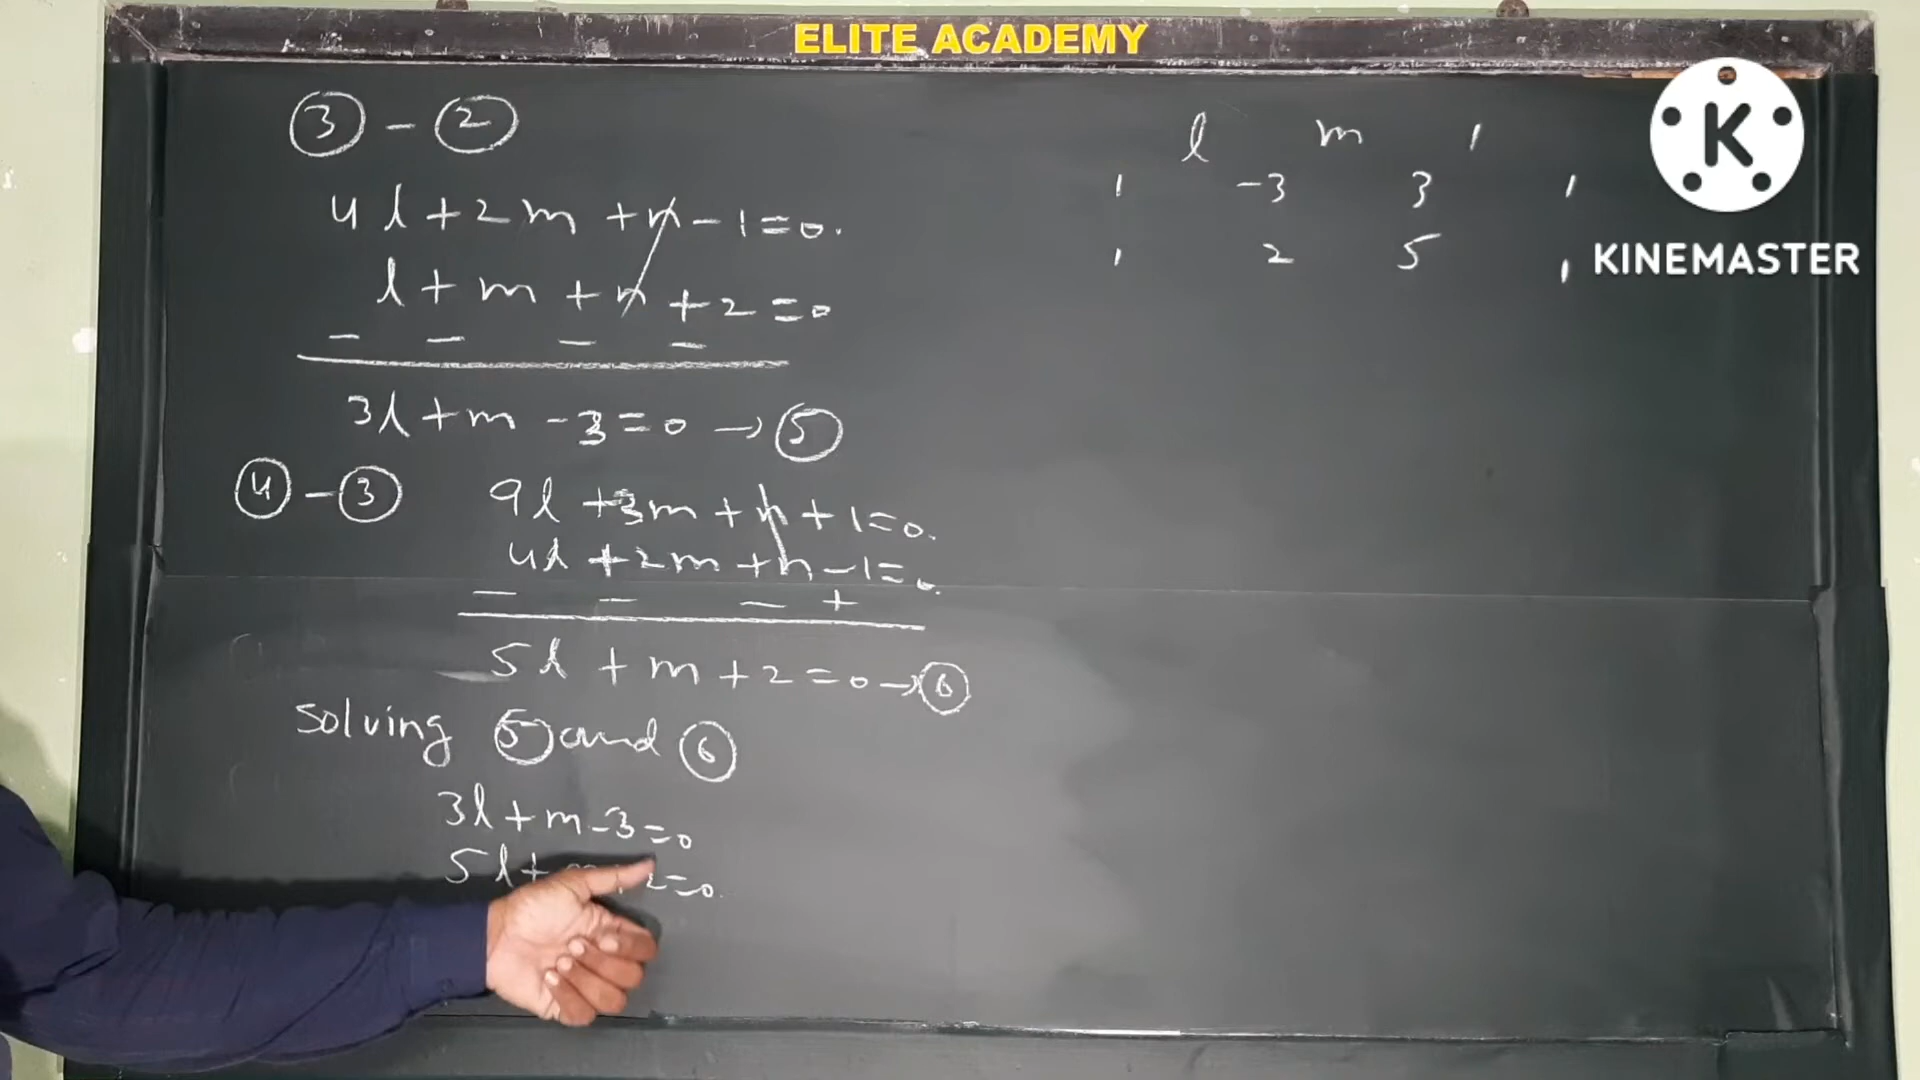 ELITE ACADEMY
③ - ②
4l + 2m + n - 1 = 0.
l + m + n + 2 = 0
- - - -
3l + m - 3 = 0 → ⑤
④ - ③ 9l + 3m + n + 1 = 0.
4l + 2m + n - 1 = 0.
- - - +
5l + m + 2 = 0 → ⑥
solving ⑤ and ⑥
3l + m - 3 = 0
5l + 2 = 0.
l m 1
1 -3 3 1
1 2 5 1
K
KINEMASTER